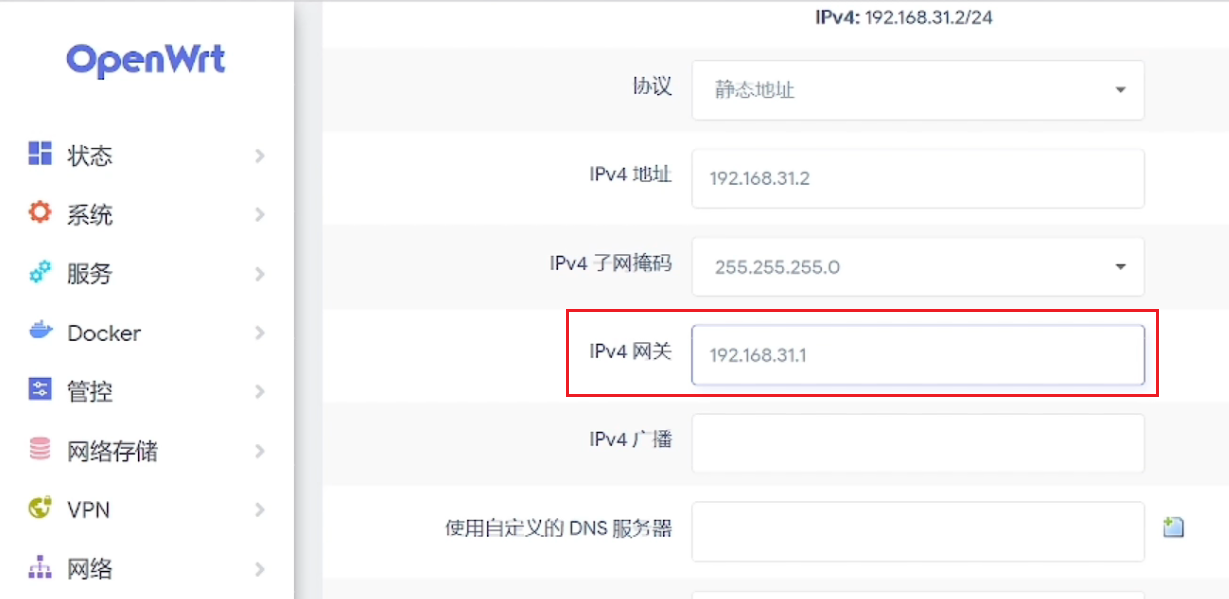 OpenWrt
状态
系统
服务
Docker
管控
网络存储
VPN
网络
IPv4: 192.168.31.2/24
协议 静态地址
IPv4 地址 192.168.31.2
IPv4 子网掩码 255.255.255.0
IPv4 网关 192.168.31.1
IPv4 广播
使用自定义的 DNS 服务器